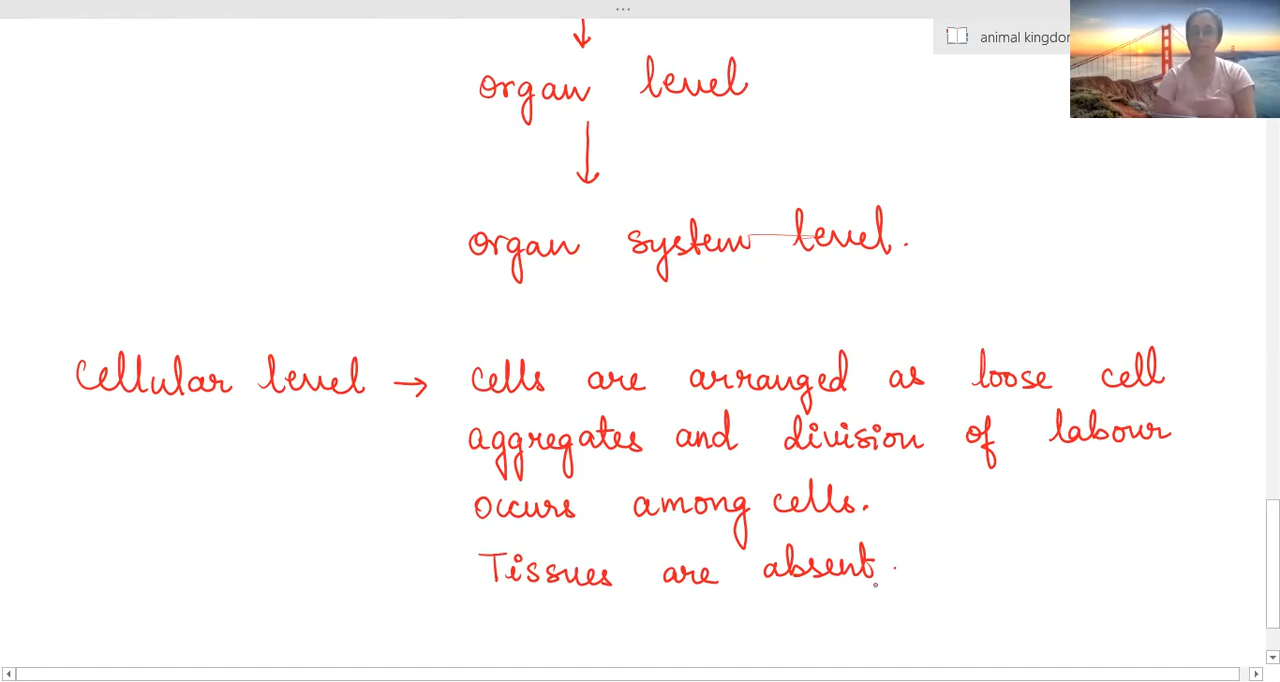 animal kingdom
organ level
organ system level.
Cellular level → cells are arranged as loose cell
aggregates and division of labour
occurs among cells.
Tissues are absent.